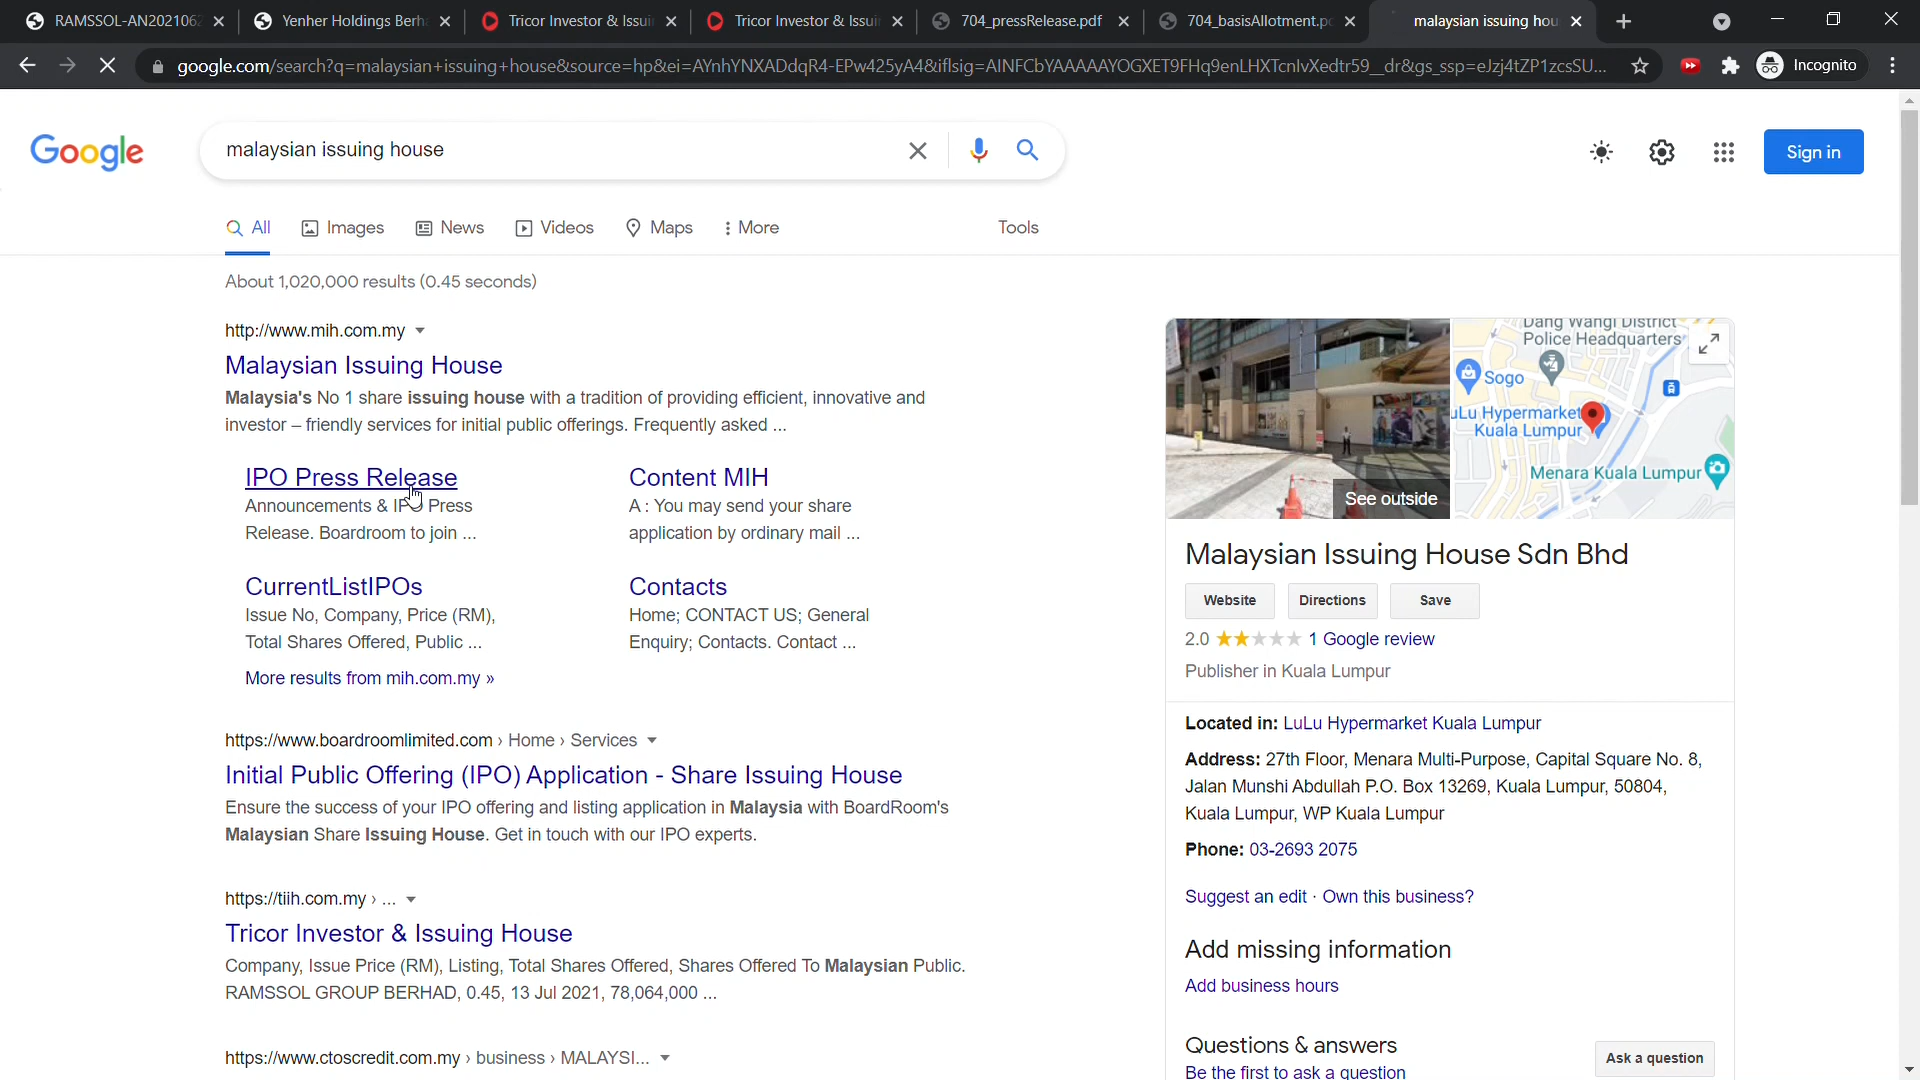 RAMSSOL-AN202106
Yenher Holdings Berh
Tricor Investor & Issui
Tricor Investor & Issuin
704_pressRelease.pdf
704_basisAllotment.p
malaysian issuing hou
google.com/search?q=malaysian+issuing+house&source=hp&ei=AYnhYNXADdqR4-EPw425yA4&iflsig=AINFCbYAAAAAYOGXET9FHq9enLHXTcnlvXedtr59__dr&gs_ssp=eJzj4tZP1zcsSU...
Incognito
Google
malaysian issuing house
Sign in
All
Images
News
Videos
Maps
More
Tools
About 1,020,000 results (0.45 seconds)
http://www.mih.com.my
Malaysian Issuing House
Malaysia's No 1 share issuing house with a tradition of providing efficient, innovative and
investor – friendly services for initial public offerings. Frequently asked ...
IPO Press Release
Announcements & IPO Press
Release. Boardroom to join ...
Content MIH
A : You may send your share
application by ordinary mail ...
CurrentListIPOs
Issue No, Company, Price (RM),
Total Shares Offered, Public ...
Contacts
Home; CONTACT US; General
Enquiry; Contacts. Contact ...
More results from mih.com.my »
https://www.boardroomlimited.com › Home › Services
Initial Public Offering (IPO) Application - Share Issuing House
Ensure the success of your IPO offering and listing application in Malaysia with BoardRoom's
Malaysian Share Issuing House. Get in touch with our IPO experts.
https://tiih.com.my › ...
Tricor Investor & Issuing House
Company, Issue Price (RM), Listing, Total Shares Offered, Shares Offered To Malaysian Public.
RAMSSOL GROUP BERHAD, 0.45, 13 Jul 2021, 78,064,000 ...
https://www.ctoscredit.com.my › business › MALAYSI...
See outside
Dang Wangi District
Police Headquarters
Sogo
uLu Hypermarket
Kuala Lumpur
Menara Kuala Lumpur
Malaysian Issuing House Sdn Bhd
Website
Directions
Save
2.0
1 Google review
Publisher in Kuala Lumpur
Located in: LuLu Hypermarket Kuala Lumpur
Address: 27th Floor, Menara Multi-Purpose, Capital Square No. 8,
Jalan Munshi Abdullah P.O. Box 13269, Kuala Lumpur, 50804,
Kuala Lumpur, WP Kuala Lumpur
Phone: 03-2693 2075
Suggest an edit · Own this business?
Add missing information
Add business hours
Questions & answers
Be the first to ask a question
Ask a question